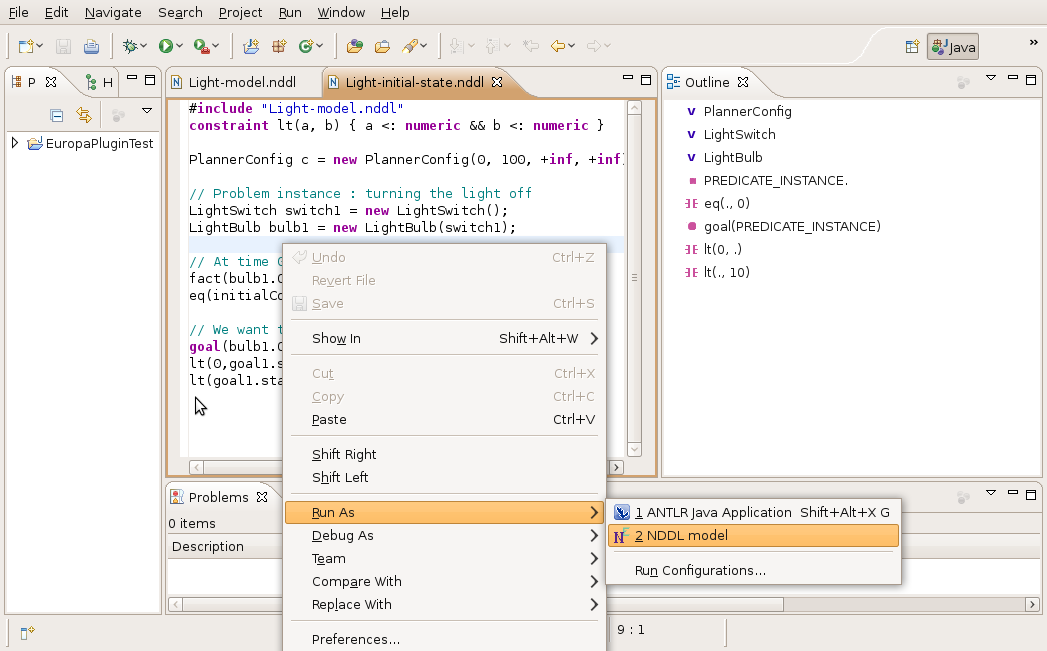 File Edit Navigate Search Project Run Window Help
Java
»
P H
EuropaPluginTest
Light-model.nddl Light-initial-state.nddl
#include "Light-model.nddl"
constraint lt(a, b) { a <: numeric && b <: numeric }
PlannerConfig c = new PlannerConfig(0, 100, +inf, +inf)
// Problem instance : turning the light off
LightSwitch switch1 = new LightSwitch();
LightBulb bulb1 = new LightBulb(switch1);
// At time
fact(bulb1.
eq(initialCo
// We want t
goal(bulb1.
lt(0,goal1.s
lt(goal1.sta
Undo Ctrl+Z
Revert File
Save Ctrl+S
Show In Shift+Alt+W
Cut Ctrl+X
Copy Ctrl+C
Paste Ctrl+V
Shift Right
Shift Left
Run As
Debug As
Team
Compare With
Replace With
Preferences...
1 ANTLR Java Application Shift+Alt+X G
2 NDDL model
Run Configurations...
Outline
PlannerConfig
LightSwitch
LightBulb
PREDICATE_INSTANCE.
eq(., 0)
goal(PREDICATE_INSTANCE)
lt(0, .)
lt(., 10)
Problems
0 items
Description
9 : 1